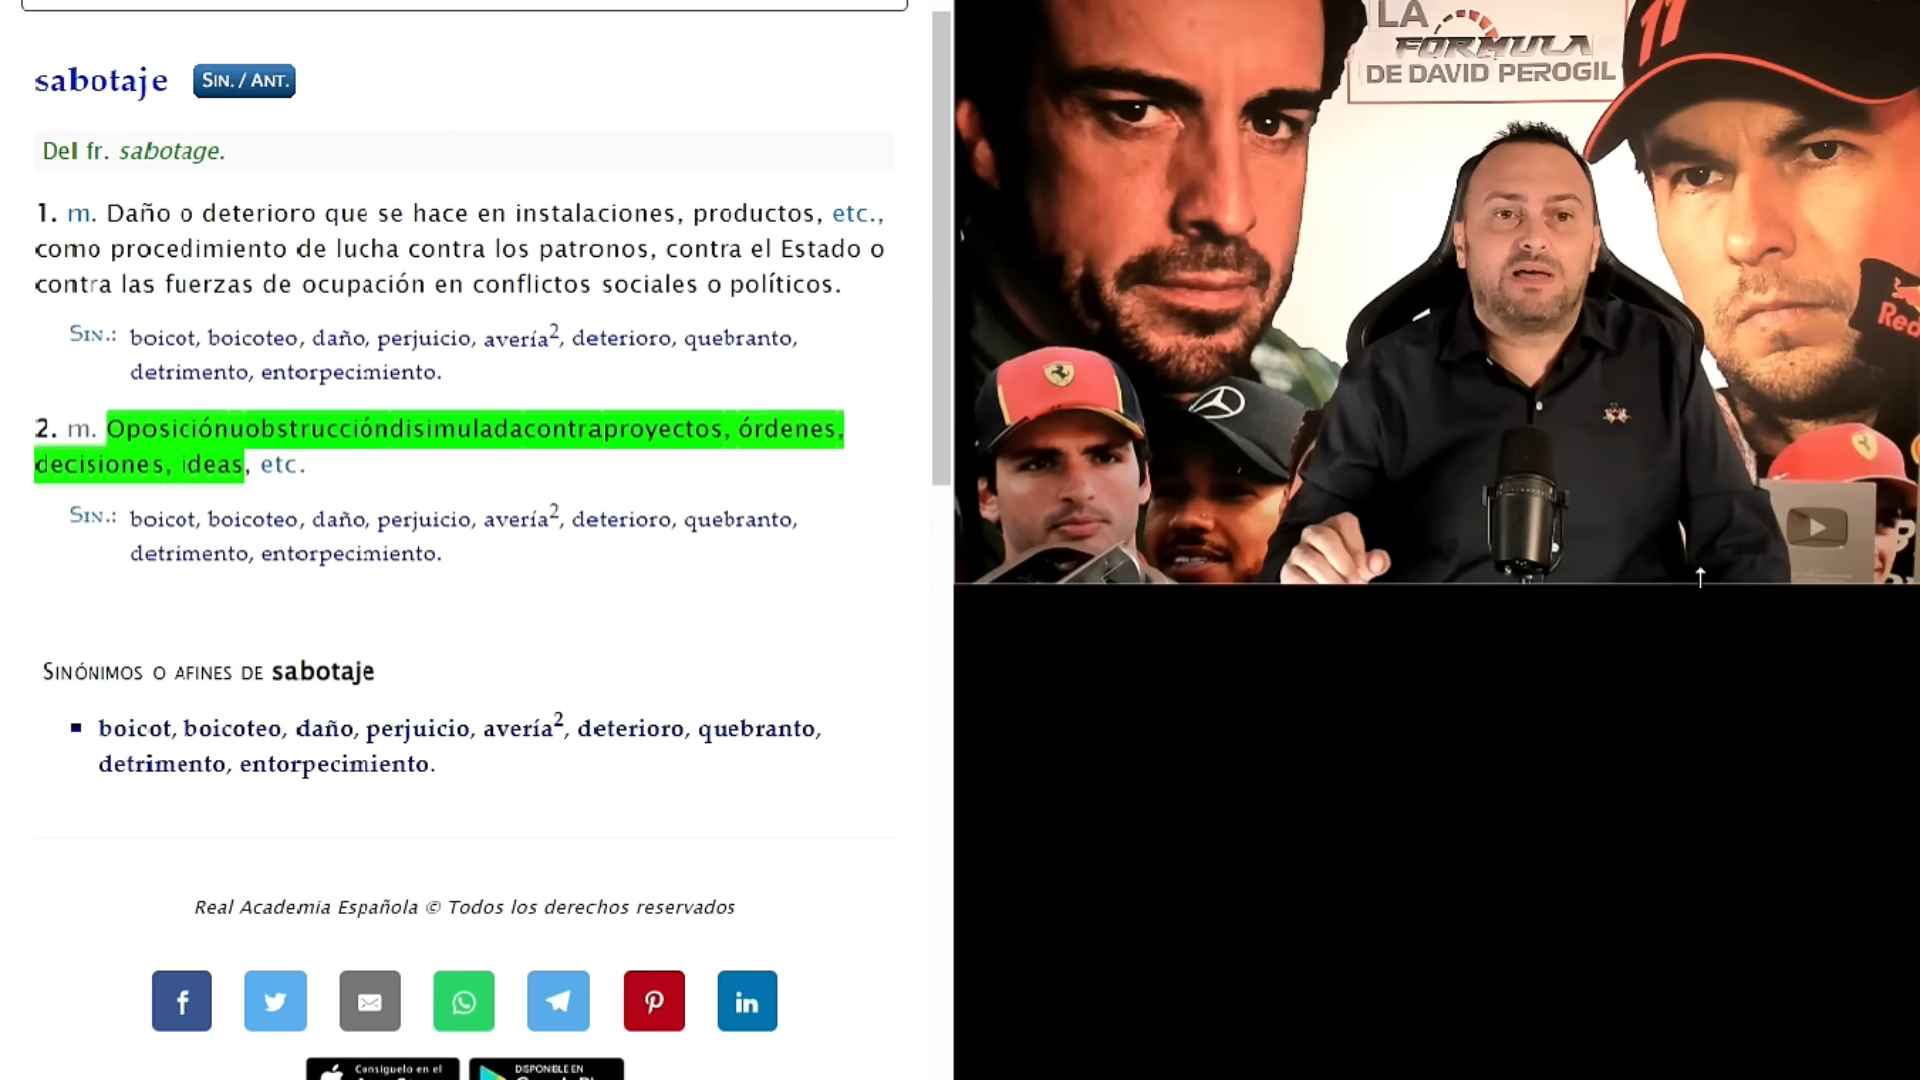 sabotaje SIN. / ANT.
Del fr. sabotage.
1. m. Daño o deterioro que se hace en instalaciones, productos, etc.,
como procedimiento de lucha contra los patronos, contra el Estado o
contra las fuerzas de ocupación en conflictos sociales o políticos.
SIN.: boicot, boicoteo, daño, perjuicio, avería2, deterioro, quebranto,
detrimento, entorpecimiento.
2. m. Oposiciónuobstruccióndisimuladacontraproyectos, órdenes,
decisiones, ideas, etc.
SIN.: boicot, boicoteo, daño, perjuicio, avería2, deterioro, quebranto,
detrimento, entorpecimiento.
SINÓNIMOS O AFINES DE sabotaje
boicot, boicoteo, daño, perjuicio, avería2, deterioro, quebranto,
detrimento, entorpecimiento.
Real Academia Española © Todos los derechos reservados
Consíguelo en el
DISPONIBLE EN
LA
FORMULA
DE DAVID PEROGIL
11
Red